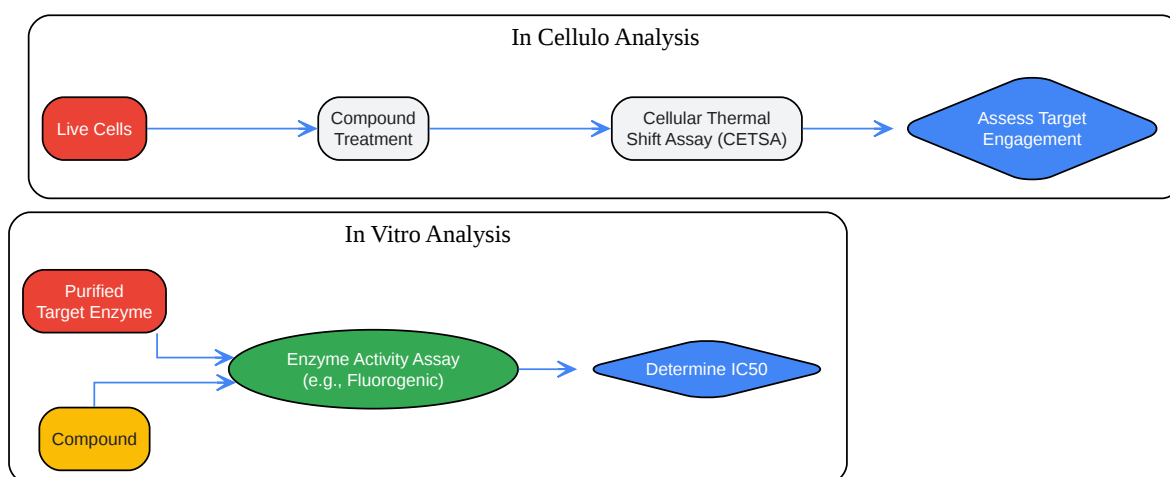 In Cellulo Analysis
Live Cells
Compound
Treatment
Cellular Thermal
Shift Assay (CETSA)
Assess Target
Engagement
In Vitro Analysis
Purified
Target Enzyme
Enzyme Activity Assay
(e.g., Fluorogenic)
Determine IC50
Compound